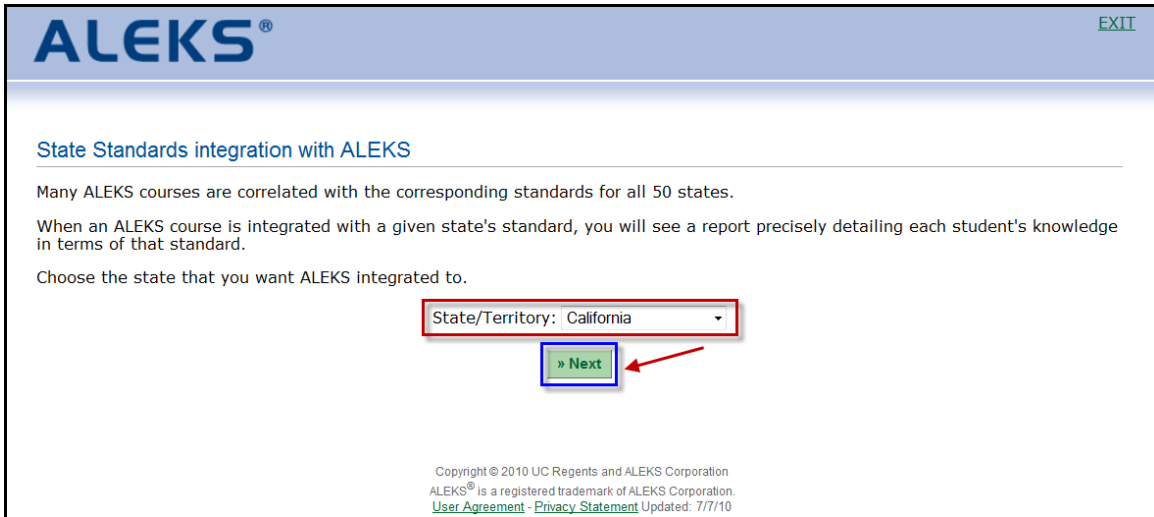 ALEKS®
EXIT
State Standards integration with ALEKS
Many ALEKS courses are correlated with the corresponding standards for all 50 states.
When an ALEKS course is integrated with a given state's standard, you will see a report precisely detailing each student's knowledge
in terms of that standard.
Choose the state that you want ALEKS integrated to.
State/Territory: California
» Next
Copyright © 2010 UC Regents and ALEKS Corporation
ALEKS® is a registered trademark of ALEKS Corporation.
User Agreement - Privacy Statement Updated: 7/7/10